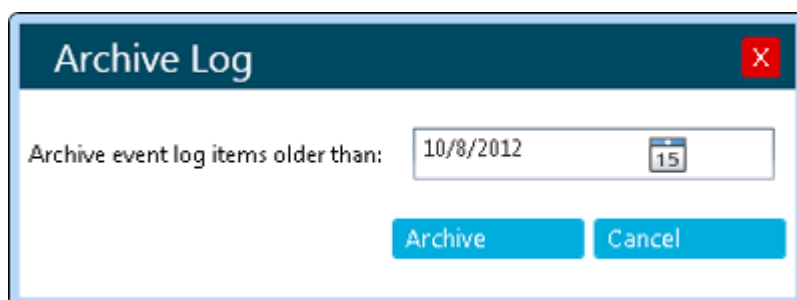 Archive Log
X
Archive event log items older than:
10/8/2012
15
Archive
Cancel